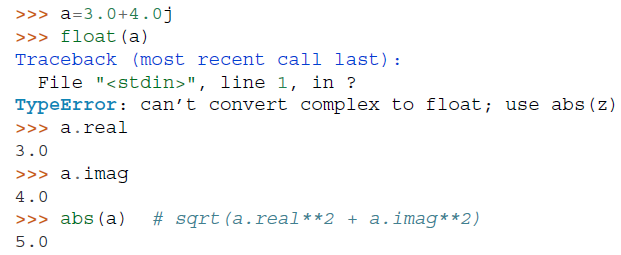 >>> a=3.0+4.0j
>>> float(a)
Traceback (most recent call last):
  File "<stdin>", line 1, in ?
TypeError: can’t convert complex to float; use abs(z)
>>> a.real
3.0
>>> a.imag
4.0
>>> abs(a)  # sqrt(a.real**2 + a.imag**2)
5.0